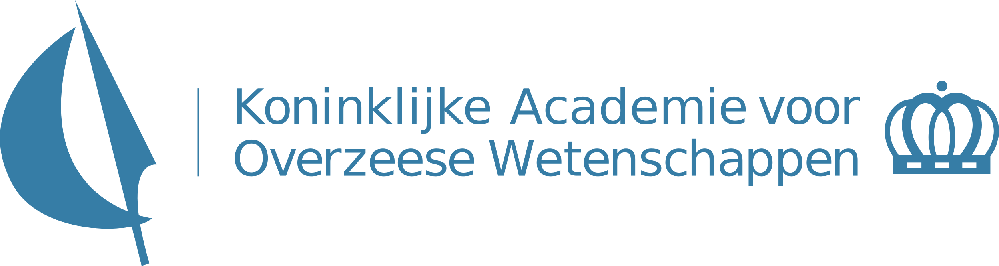 Koninklijke Academie voor
Overzeese Wetenschappen